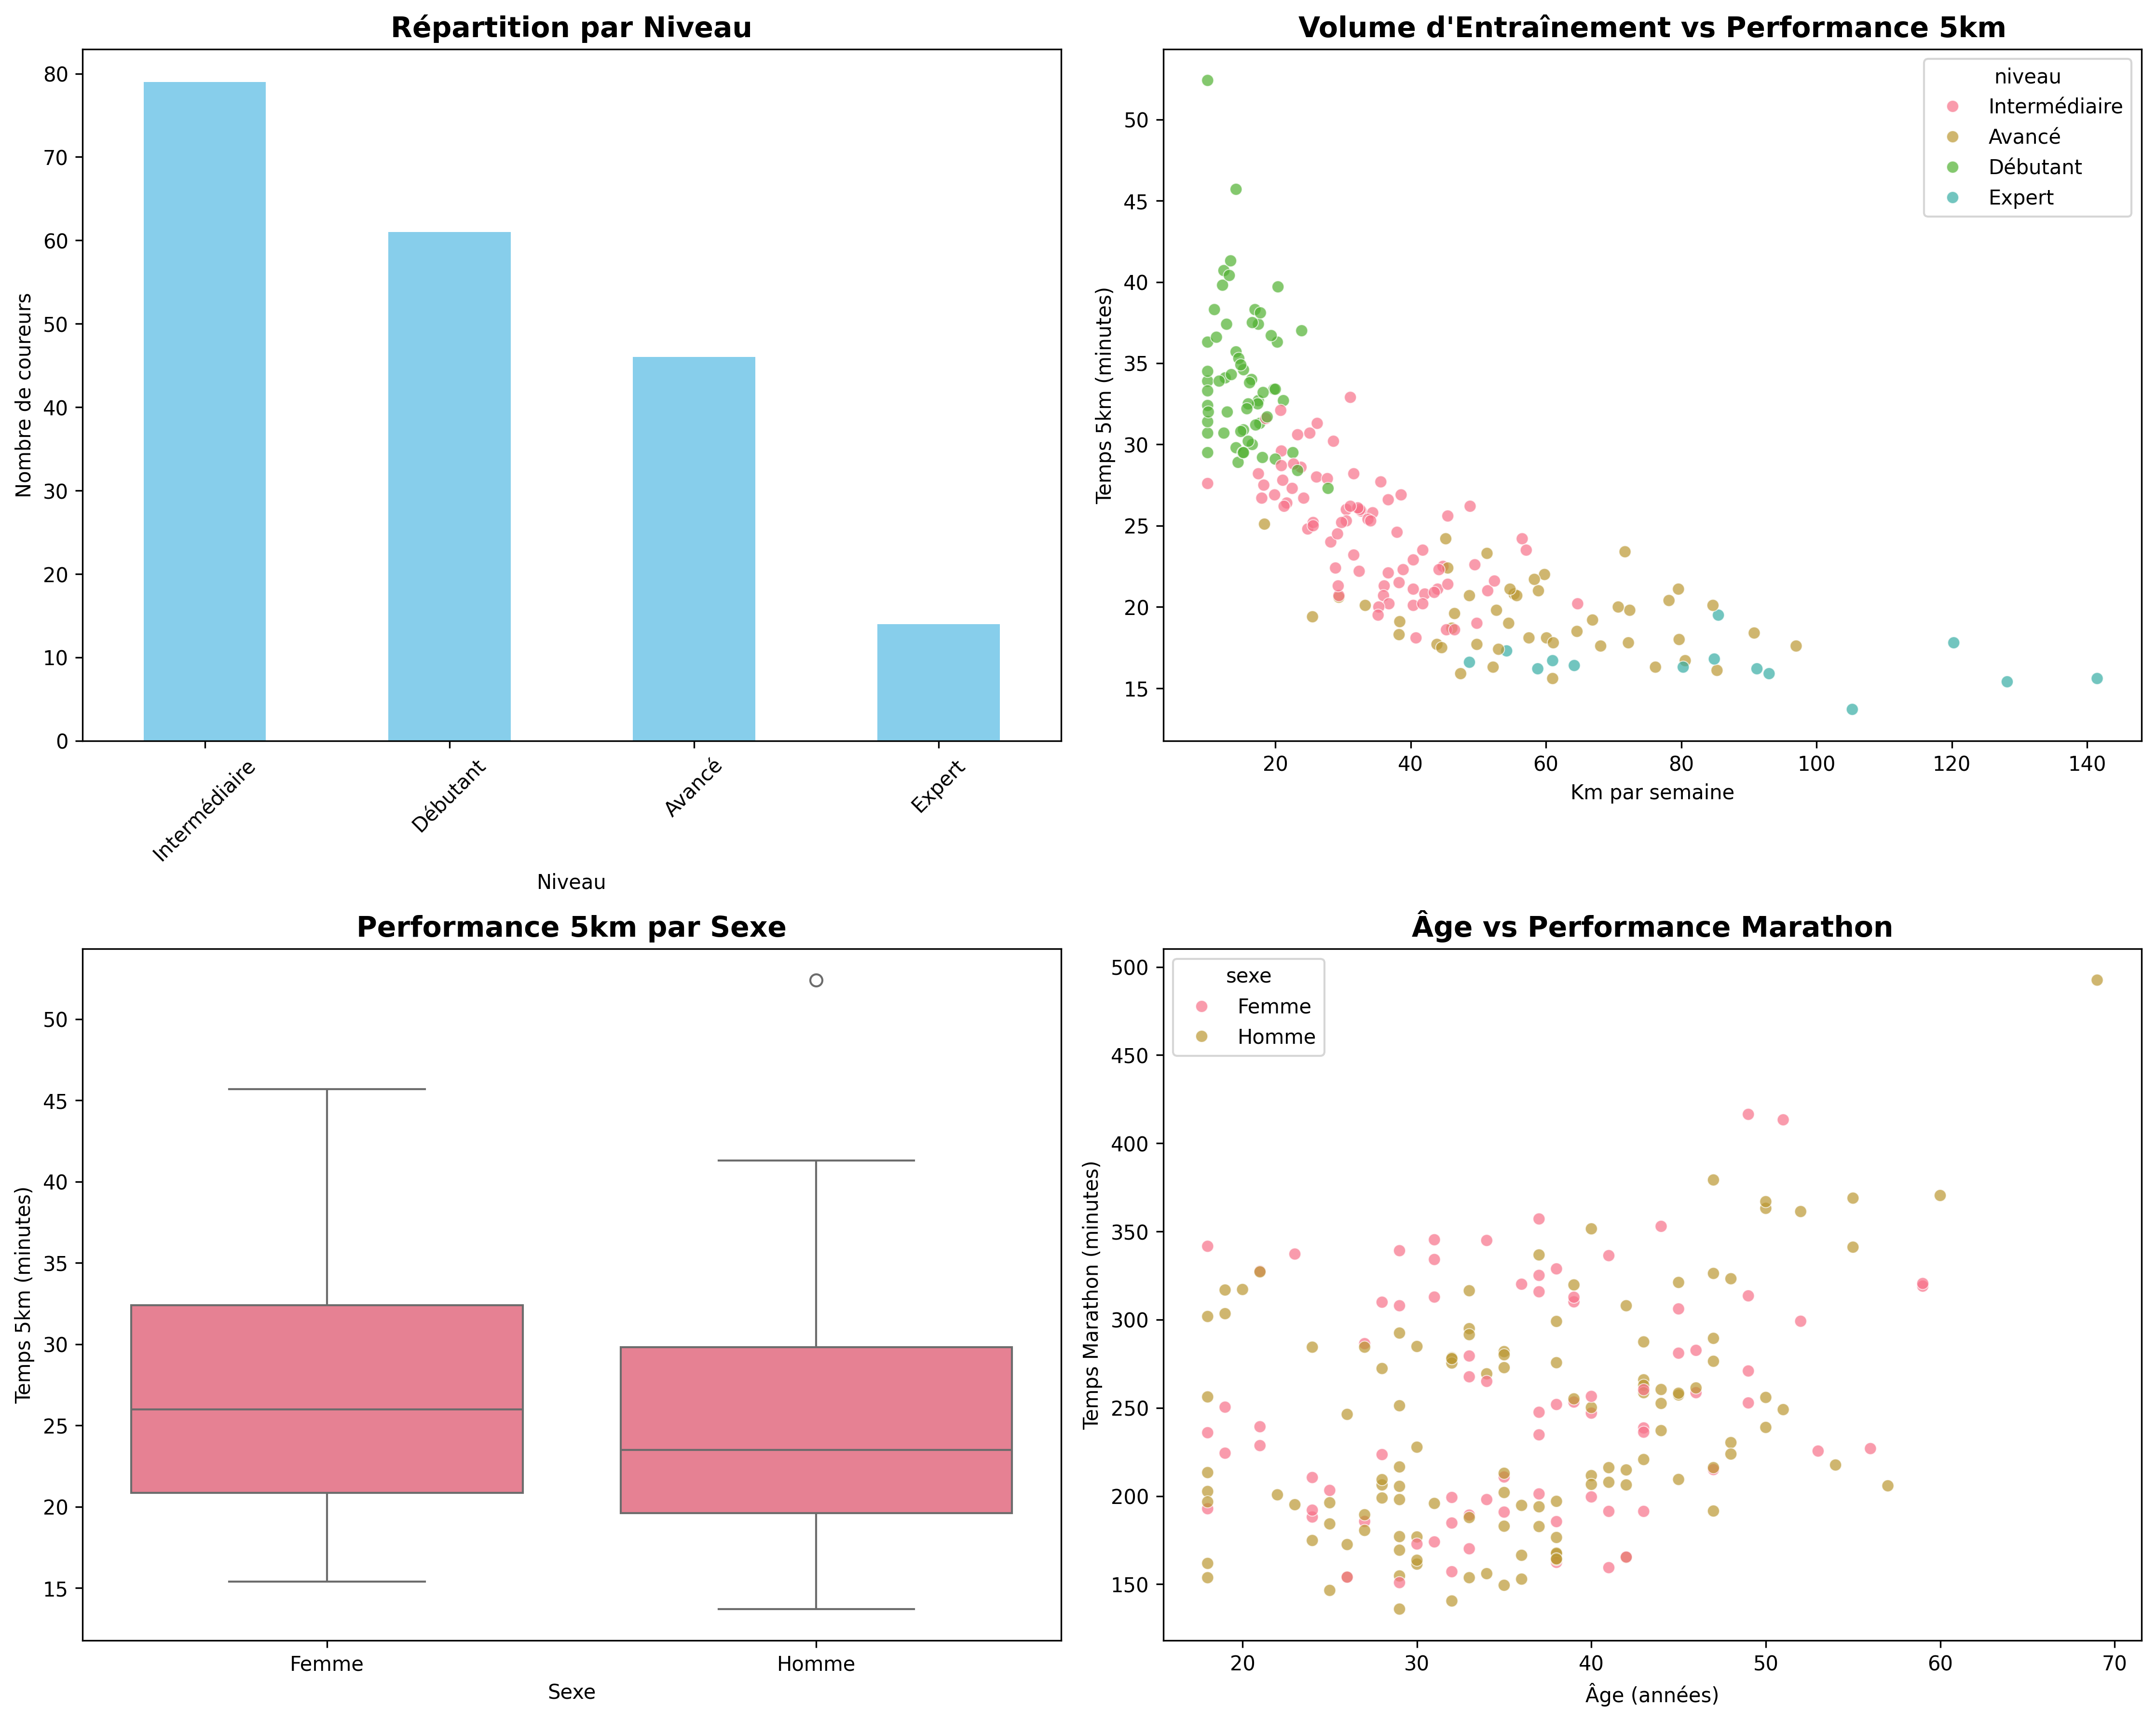 Répartition par Niveau
80
70
60
50
40
30
20
10
0
Nombre de coureurs
Intermédiaire
Débutant
Avancé
Expert
Niveau
Volume d'Entraînement vs Performance 5km
niveau
Intermédiaire
Avancé
Débutant
Expert
50
45
40
35
30
25
20
15
Temps 5km (minutes)
20 40 60 80 100 120 140
Km par semaine
Performance 5km par Sexe
50
45
40
35
30
25
20
15
Temps 5km (minutes)
Femme Homme
Sexe
Âge vs Performance Marathon
sexe
Femme
Homme
500
450
400
350
300
250
200
150
Temps Marathon (minutes)
20 30 40 50 60 70
Âge (années)